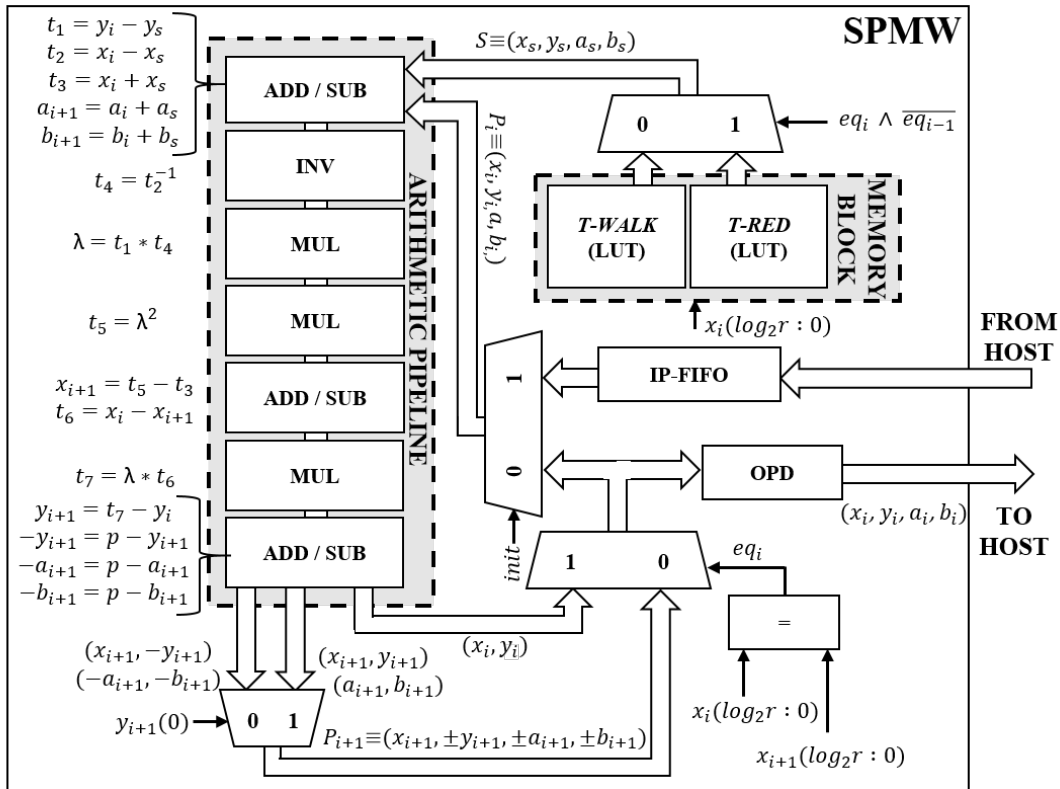 SPMW
t₁ = yᵢ − yₛ
t₂ = xᵢ − xₛ
t₃ = xᵢ + xₛ
aᵢ₊₁ = aᵢ + aₛ
bᵢ₊₁ = bᵢ + bₛ
t₄ = t₂⁻¹
λ = t₁ * t₄
t₅ = λ²
xᵢ₊₁ = t₅ − t₃
t₆ = xᵢ − xᵢ₊₁
t₇ = λ * t₆
yᵢ₊₁ = t₇ − yᵢ
−yᵢ₊₁ = p − yᵢ₊₁
−aᵢ₊₁ = p − aᵢ₊₁
−bᵢ₊₁ = p − bᵢ₊₁
ADD / SUB
INV
MUL
MUL
ADD / SUB
MUL
ADD / SUB
ARITHMETIC PIPELINE
S≡(xₛ, yₛ, aₛ, bₛ)
Pᵢ≡(xᵢ, yᵢ,a, bᵢ,)
0 1
eqᵢ ∧ \overline{eqᵢ₋₁}
T-WALK
(LUT)
T-RED
(LUT)
MEMORY
BLOCK
xᵢ(log₂r : 0)
FROM
HOST
1
0
IP-FIFO
init
OPD
(xᵢ, yᵢ, aᵢ, bᵢ)
TO
HOST
1 0
eqᵢ
=
(xᵢ, yᵢ)
xᵢ(log₂r : 0)
xᵢ₊₁(log₂r : 0)
(xᵢ₊₁, −yᵢ₊₁)
(−aᵢ₊₁, −bᵢ₊₁)
(xᵢ₊₁, yᵢ₊₁)
(aᵢ₊₁, bᵢ₊₁)
yᵢ₊₁(0)
0 1
Pᵢ₊₁≡(xᵢ₊₁, ±yᵢ₊₁, ±aᵢ₊₁, ±bᵢ₊₁)